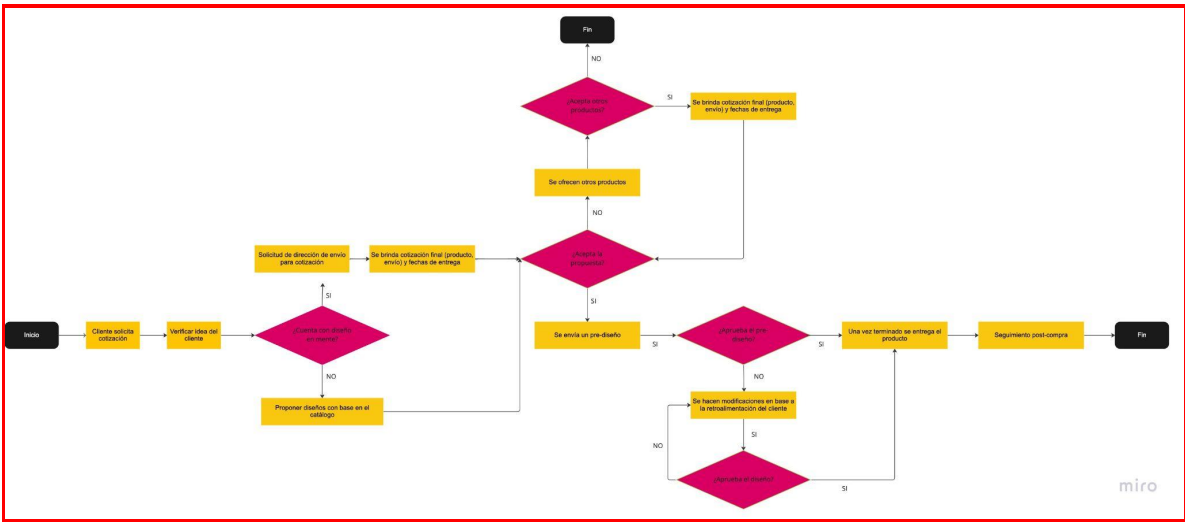 Fin
NO
¿Acepta otros
productos?
SI
Se brinda cotización final (producto,
envío) y fechas de entrega
Se ofrecen otros productos
NO
Solicitud de dirección de envío
para cotización
Se brinda cotización final (producto,
envío) y fechas de entrega
¿Acepta la
propuesta?
SI
SI
Inicio
Cliente solicita
cotización
Verificar idea del
cliente
¿Cuenta con diseño
en mente?
Se envía un pre-diseño
SI
¿Aprueba el pre-
diseño?
SI
Una vez terminado se entrega el
producto
Seguimiento post-compra
Fin
NO
NO
Proponer diseños con base en el
catálogo
Se hacen modificaciones en base a
la retroalimentación del cliente
NO
SI
¿Aprueba el diseño?
SI
miro